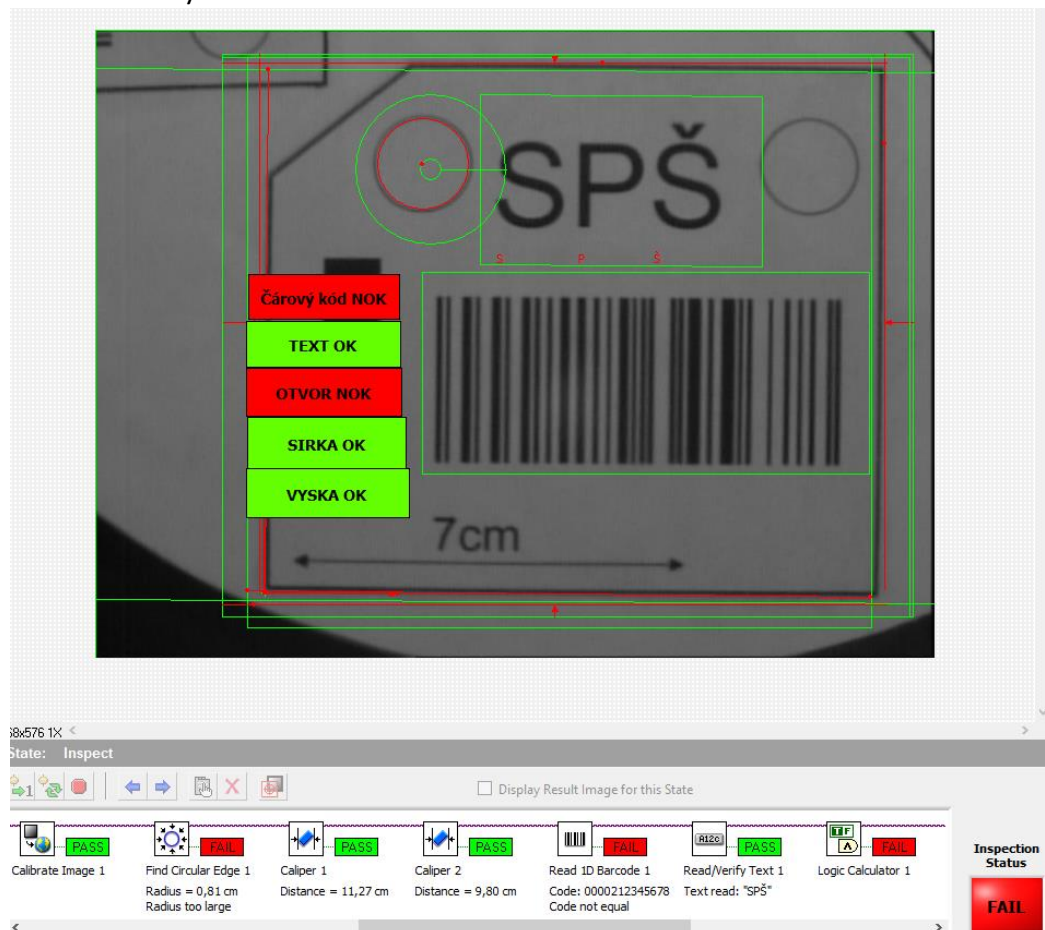 SPŠ
S P Š
Čárový kód NOK
TEXT OK
OTVOR NOK
SIRKA OK
VYSKA OK
7cm
68x576 1X
State: Inspect
1
Display Result Image for this State
PASS FAIL PASS PASS FAIL PASS FAIL
Calibrate Image 1 Find Circular Edge 1 Caliper 1 Caliper 2 Read 1D Barcode 1 Read/Verify Text 1 Logic Calculator 1
Radius = 0,81 cm Distance = 11,27 cm Distance = 9,80 cm Code: 0000212345678 Text read: "SPŠ"
Radius too large Code not equal
Inspection
Status
FAIL